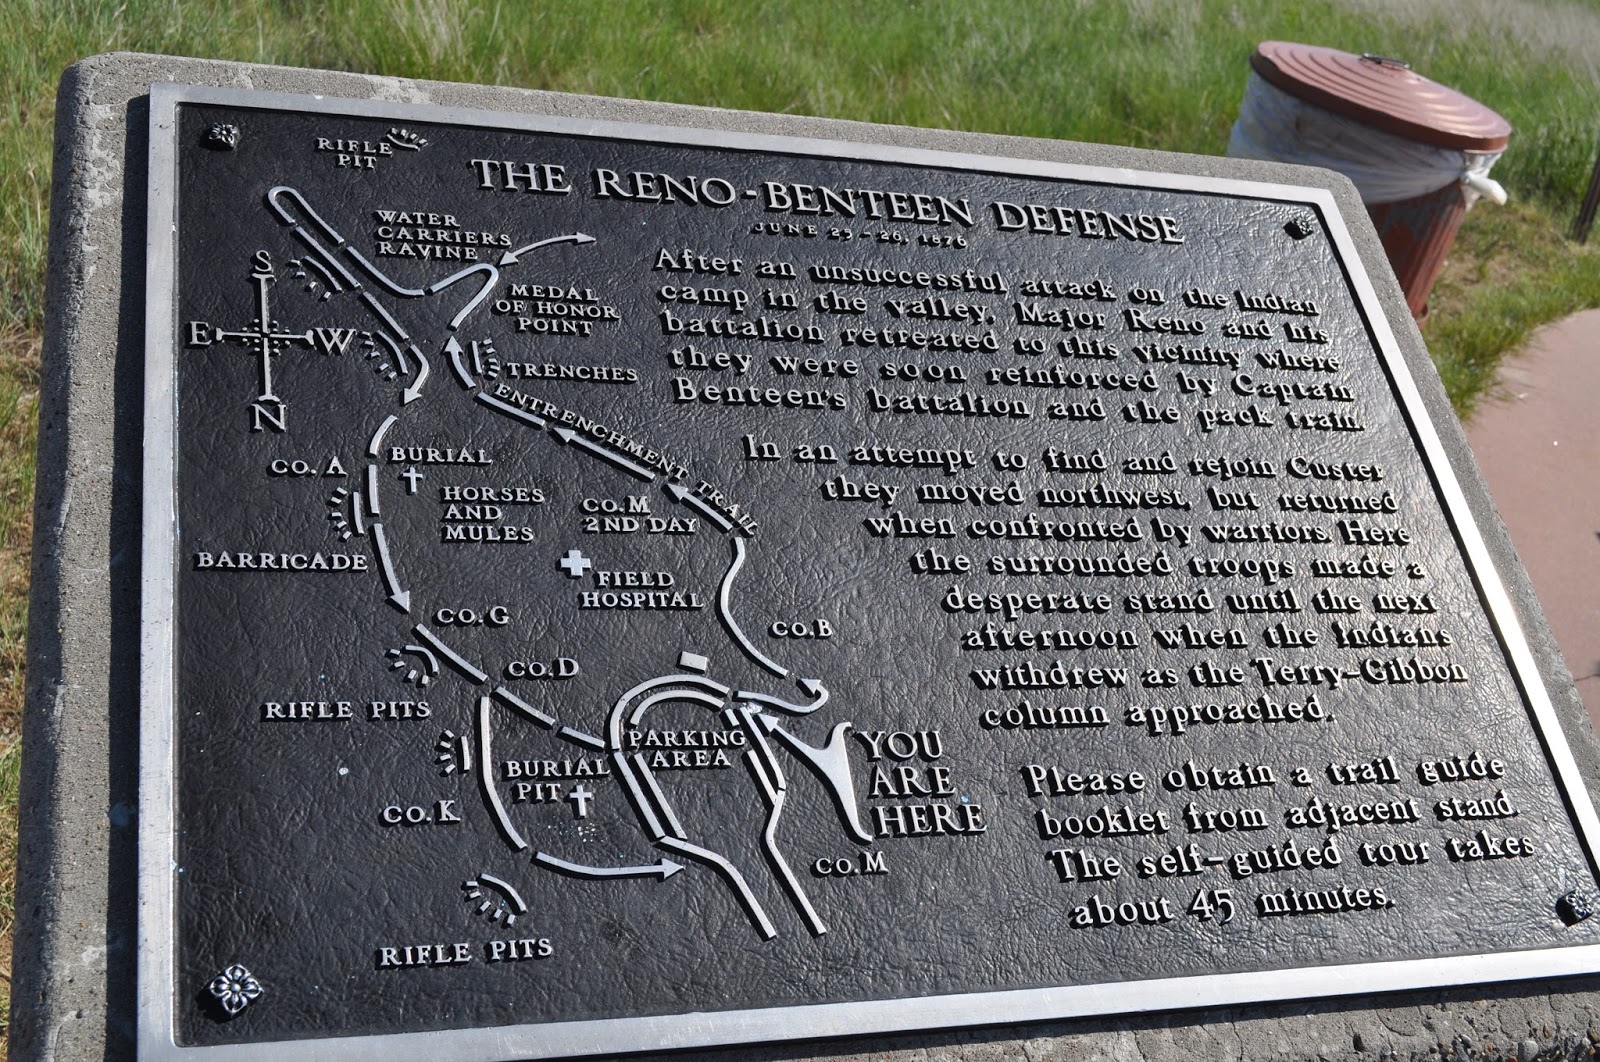 THE RENO-BENTEEN DEFENSE
JUNE 25-26, 1876
After an unsuccessful attack on the Indian
camp in the valley, Major Reno and his
battalion retreated to this vicinity where
they were soon reinforced by Captain
Benteen's battalion and the pack train.
In an attempt to find and rejoin Custer
they moved northwest, but returned
when confronted by warriors. Here
the surrounded troops made a
desperate stand until the next
afternoon when the Indians
withdrew as the Terry-Gibbon
column approached.
Please obtain a trail guide
booklet from adjacent stand.
The self-guided tour takes
about 45 minutes.
RIFLE
PIT
WATER
CARRIERS
RAVINE
S
E
W
N
MEDAL
OF HONOR
POINT
TRENCHES
ENTRENCHMENT TRAIL
CO. A
BURIAL
HORSES
AND
MULES
CO. M
2ND DAY
BARRICADE
FIELD
HOSPITAL
CO. G
CO. B
CO. D
RIFLE PITS
PARKING
AREA
BURIAL
PIT
YOU
ARE
HERE
CO. K
CO. M
RIFLE PITS